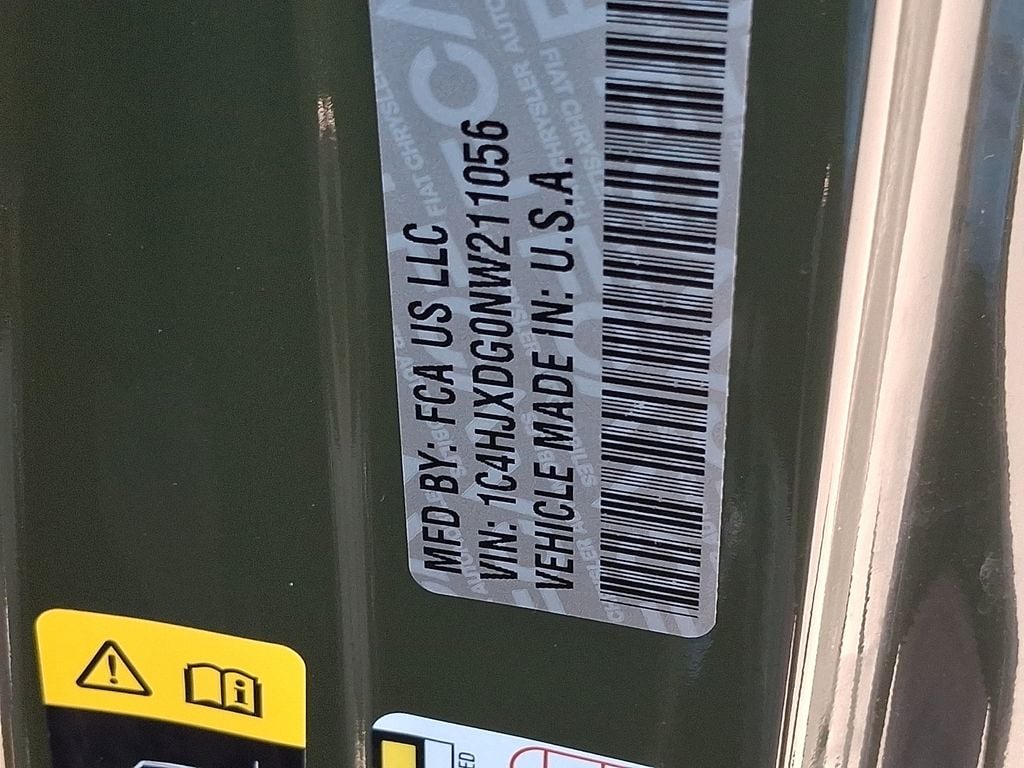 MFD BY: FCA US LLC
VIN: 1C4HJXDG0NW211056
VEHICLE MADE IN: U.S.A.